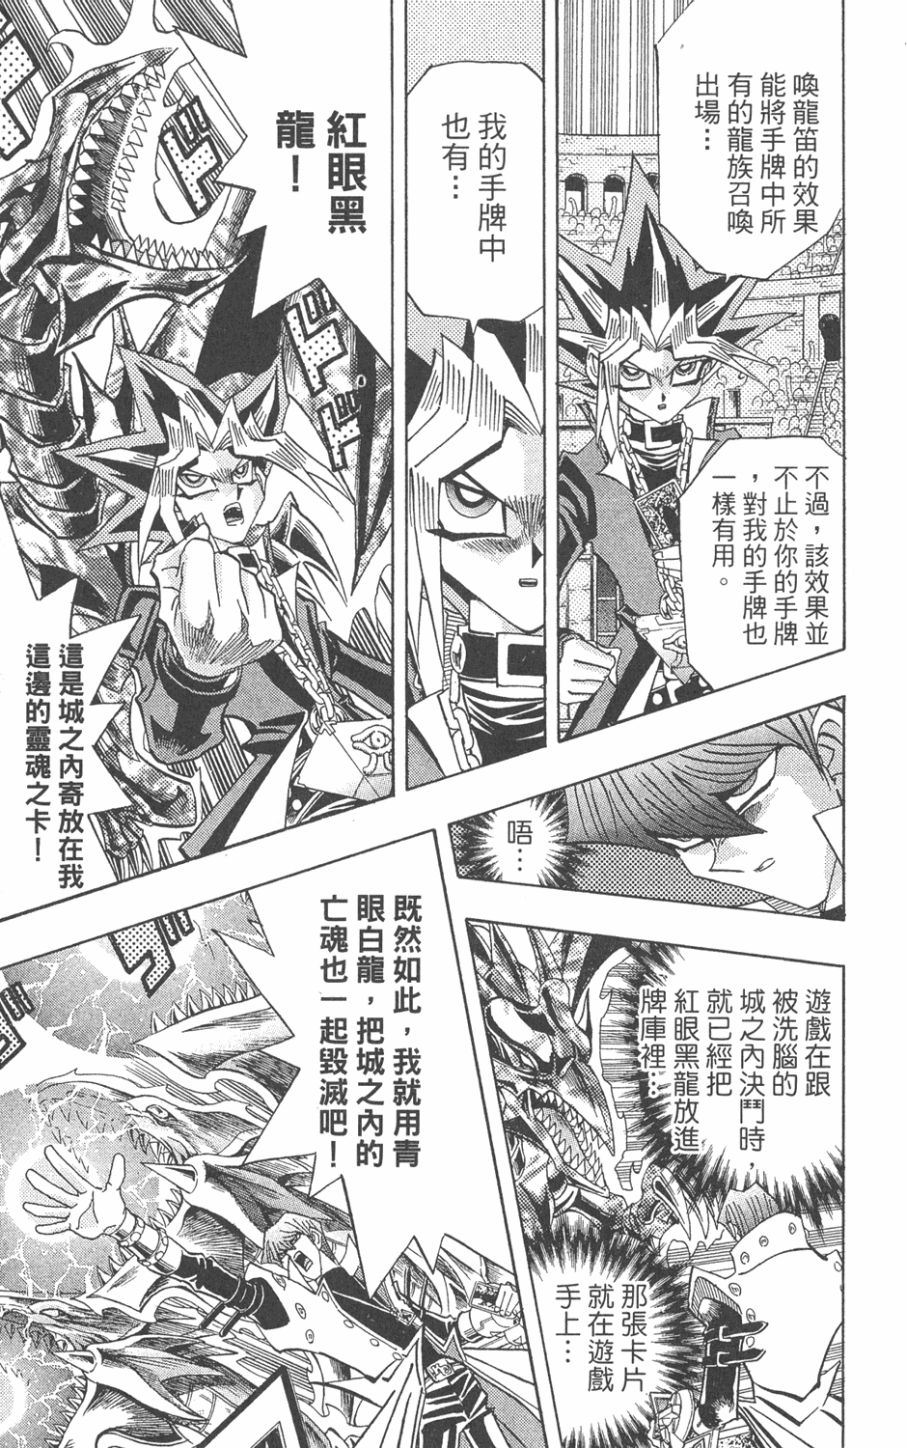 喚龍笛的效果
能將手牌中所
有的龍族召喚
出場…
不過，該效果並
不止於你的手牌
，對我的手牌也
一樣有用。
我的手牌中
也有…
紅眼黑
龍！
這是城之內寄放在我
這邊的靈魂之卡！
唔…
遊戲在跟
被洗腦的
城之內決鬥時，
就已經把
紅眼黑龍放進
牌庫裡…
那張卡片
就在遊戲
手上…
既然如此，我就用青
眼白龍，把城之內的
亡魂也一起毀滅吧！